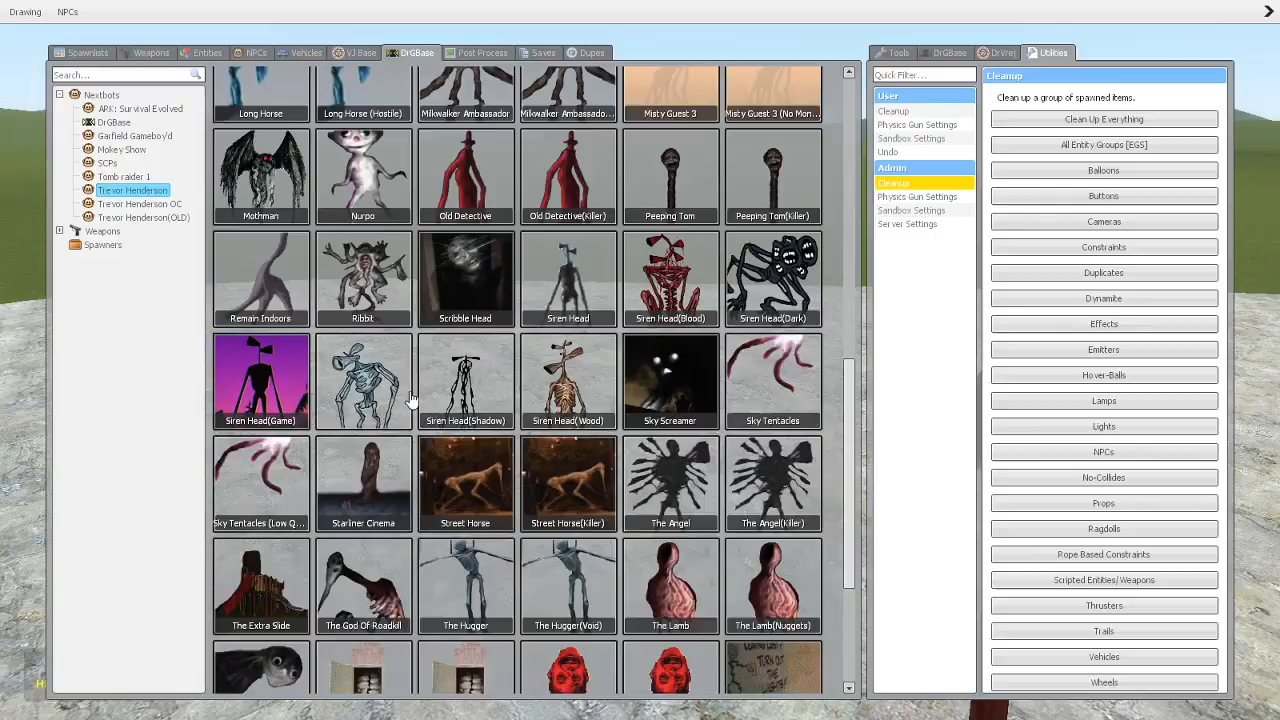 Drawing NPCs
Spawnlists Weapons Entities NPCs Vehicles VJ Base DrGBase Post Process Saves Dupes
Search...
Nextbots
ARK: Survival Evolved
DrGBase
Garfield Gameboy'd
Mokey Show
SCPs
Tomb raider 1
Trevor Henderson
Trevor Henderson OC
Trevor Henderson(OLD)
Weapons
Spawners
Long Horse Long Horse (Hostile) Milkwalker Ambassador Milkwalker Ambassado... Misty Guest 3 Misty Guest 3 (No Mon...
Mothman Nurpo Old Detective Old Detective(Killer) Peeping Tom Peeping Tom(Killer)
Remain Indoors Ribbit Scribble Head Siren Head Siren Head(Blood) Siren Head(Dark)
Siren Head(Game) Siren Head(Shadow) Siren Head(Wood) Sky Screamer Sky Tentacles
Sky Tentacles (Low Q... Starliner Cinema Street Horse Street Horse(Killer) The Angel The Angel(Killer)
The Extra Slide The God Of Roadkill The Hugger The Hugger(Void) The Lamb The Lamb(Nuggets)
TURN OUT
THE
Tools DrGBase Utilities
Quick Filter...
User
Cleanup
Physics Gun Settings
Sandbox Settings
Undo
Admin
Cleanup
Physics Gun Settings
Sandbox Settings
Server Settings
Cleanup
Clean up a group of spawned items.
Clean Up Everything
All Entity Groups [EGS]
Balloons
Buttons
Cameras
Constraints
Duplicates
Dynamite
Effects
Emitters
Hover-Balls
Lamps
Lights
NPCs
No-Collides
Props
Ragdolls
Rope Based Constraints
Scripted Entities/Weapons
Thrusters
Trails
Vehicles
Wheels